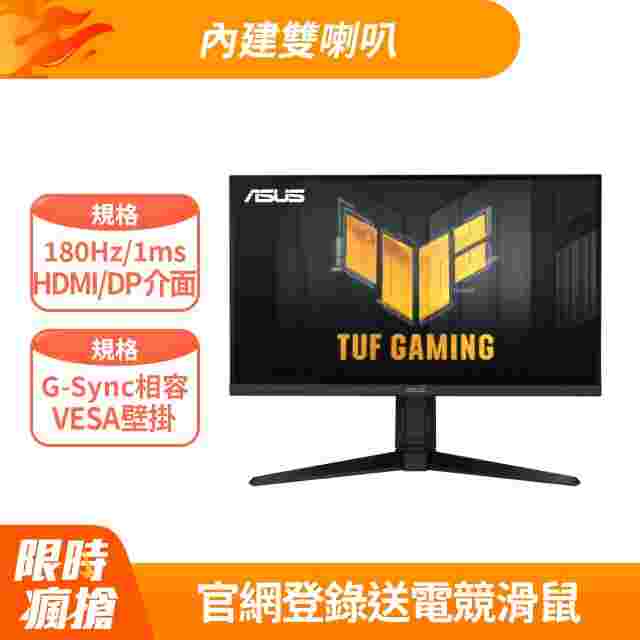 內建雙喇叭
規格
180Hz/1ms
HDMI/DP介面
規格
G-Sync相容
VESA壁掛
ASUS
TUF GAMING
ASUS
限時
瘋搶
官網登錄送電競滑鼠